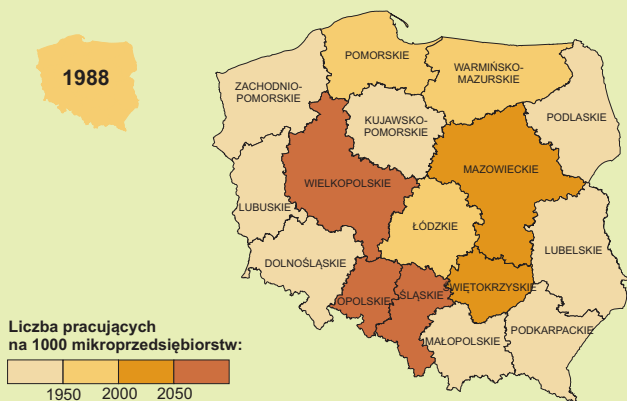 POMORSKIE
WARMIŃSKO-
MAZURSKIE
1988
ZACHODNIO-
POMORSKIE
KUJAWSKO-
POMORSKIE
PODLASKIE
MAZOWIECKIE
WIELKOPOLSKIE
LUBUSKIE
ŁÓDZKIE
LUBELSKIE
DOLNOŚLĄSKIE
OPOLSKIE
ŚLĄSKIE
ŚWIĘTOKRZYSKIE
PODKARPACKIE
MAŁOPOLSKIE
Liczba pracujących
na 1000 mikroprzedsiębiorstw:
1950 2000 2050